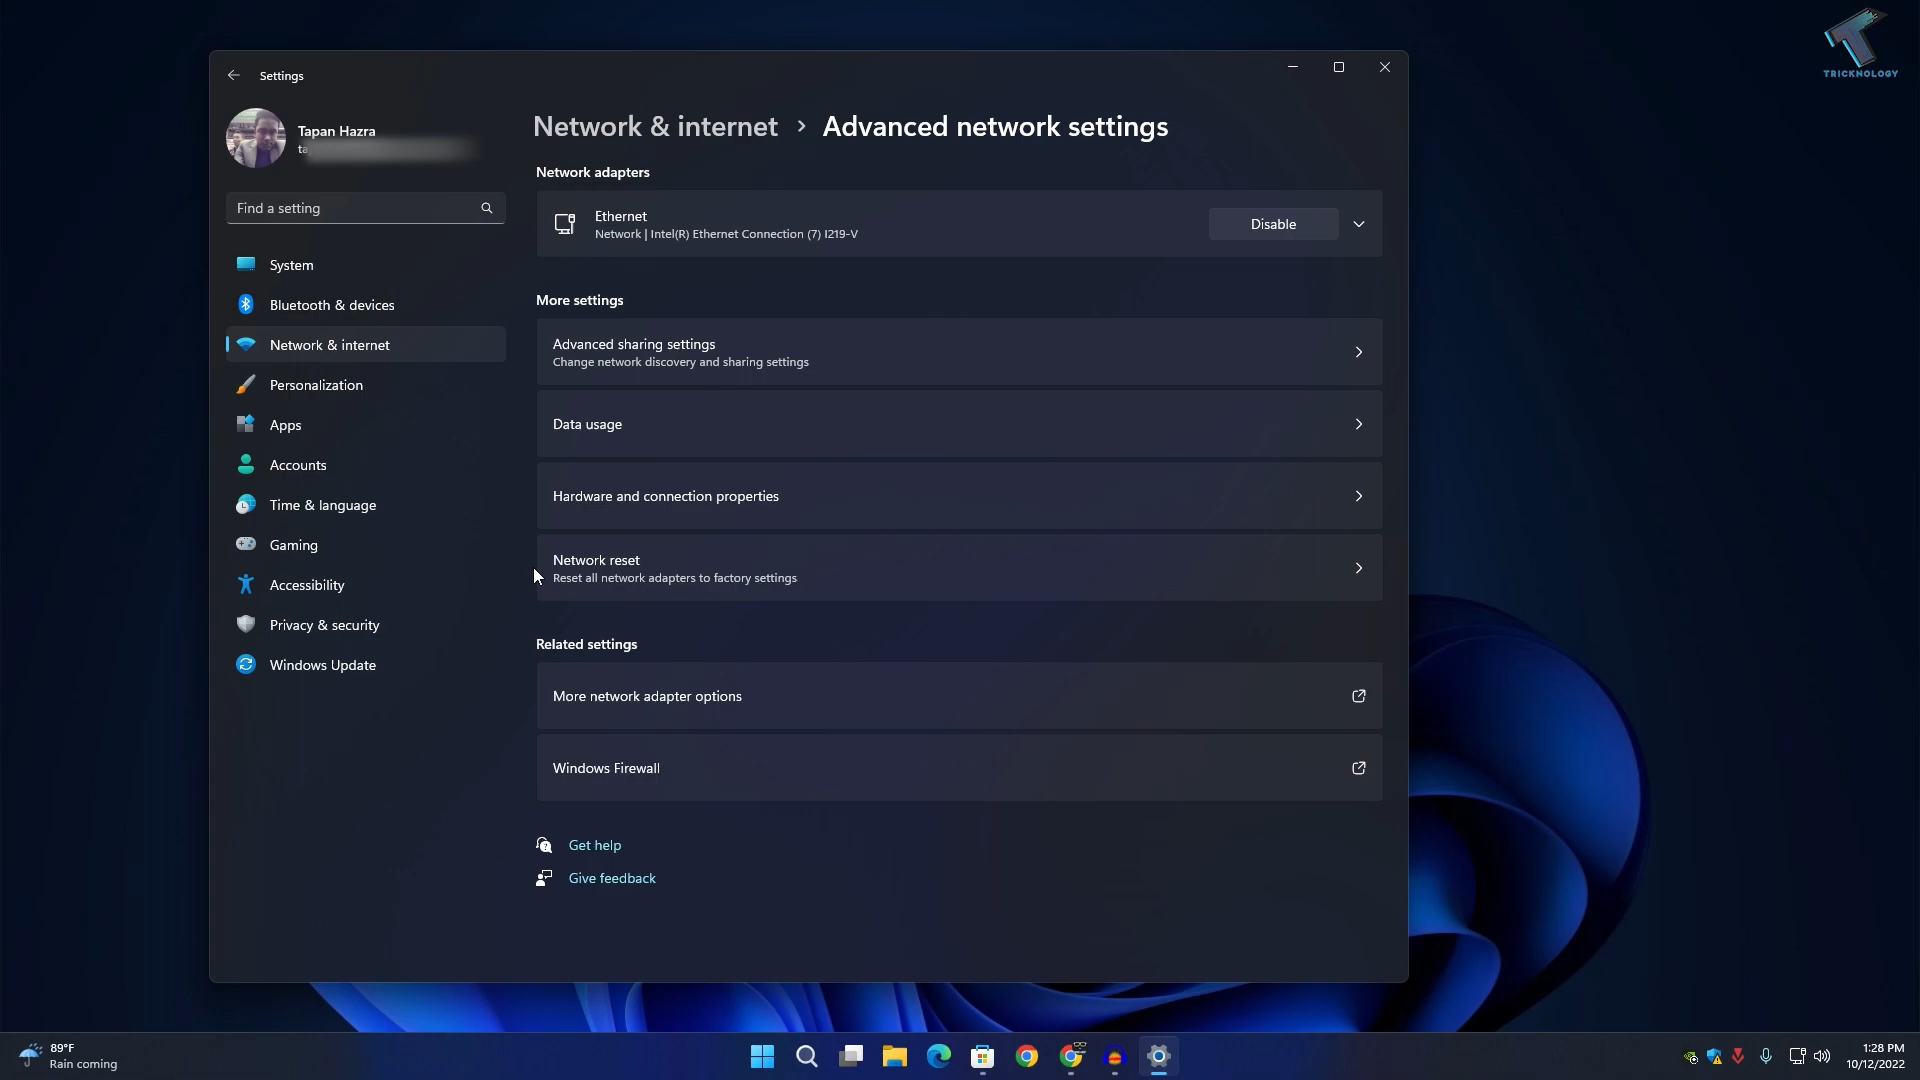 TRICKNOLOGY
Settings
Tapan Hazra
Find a setting
System
Bluetooth & devices
Network & internet
Personalization
Apps
Accounts
Time & language
Gaming
Accessibility
Privacy & security
Windows Update
Network & internet > Advanced network settings
Network adapters
Ethernet
Network | Intel(R) Ethernet Connection (7) I219-V
Disable
More settings
Advanced sharing settings
Change network discovery and sharing settings
Data usage
Hardware and connection properties
Network reset
Reset all network adapters to factory settings
Related settings
More network adapter options
Windows Firewall
Get help
Give feedback
89°F
Rain coming
1:28 PM
10/12/2022